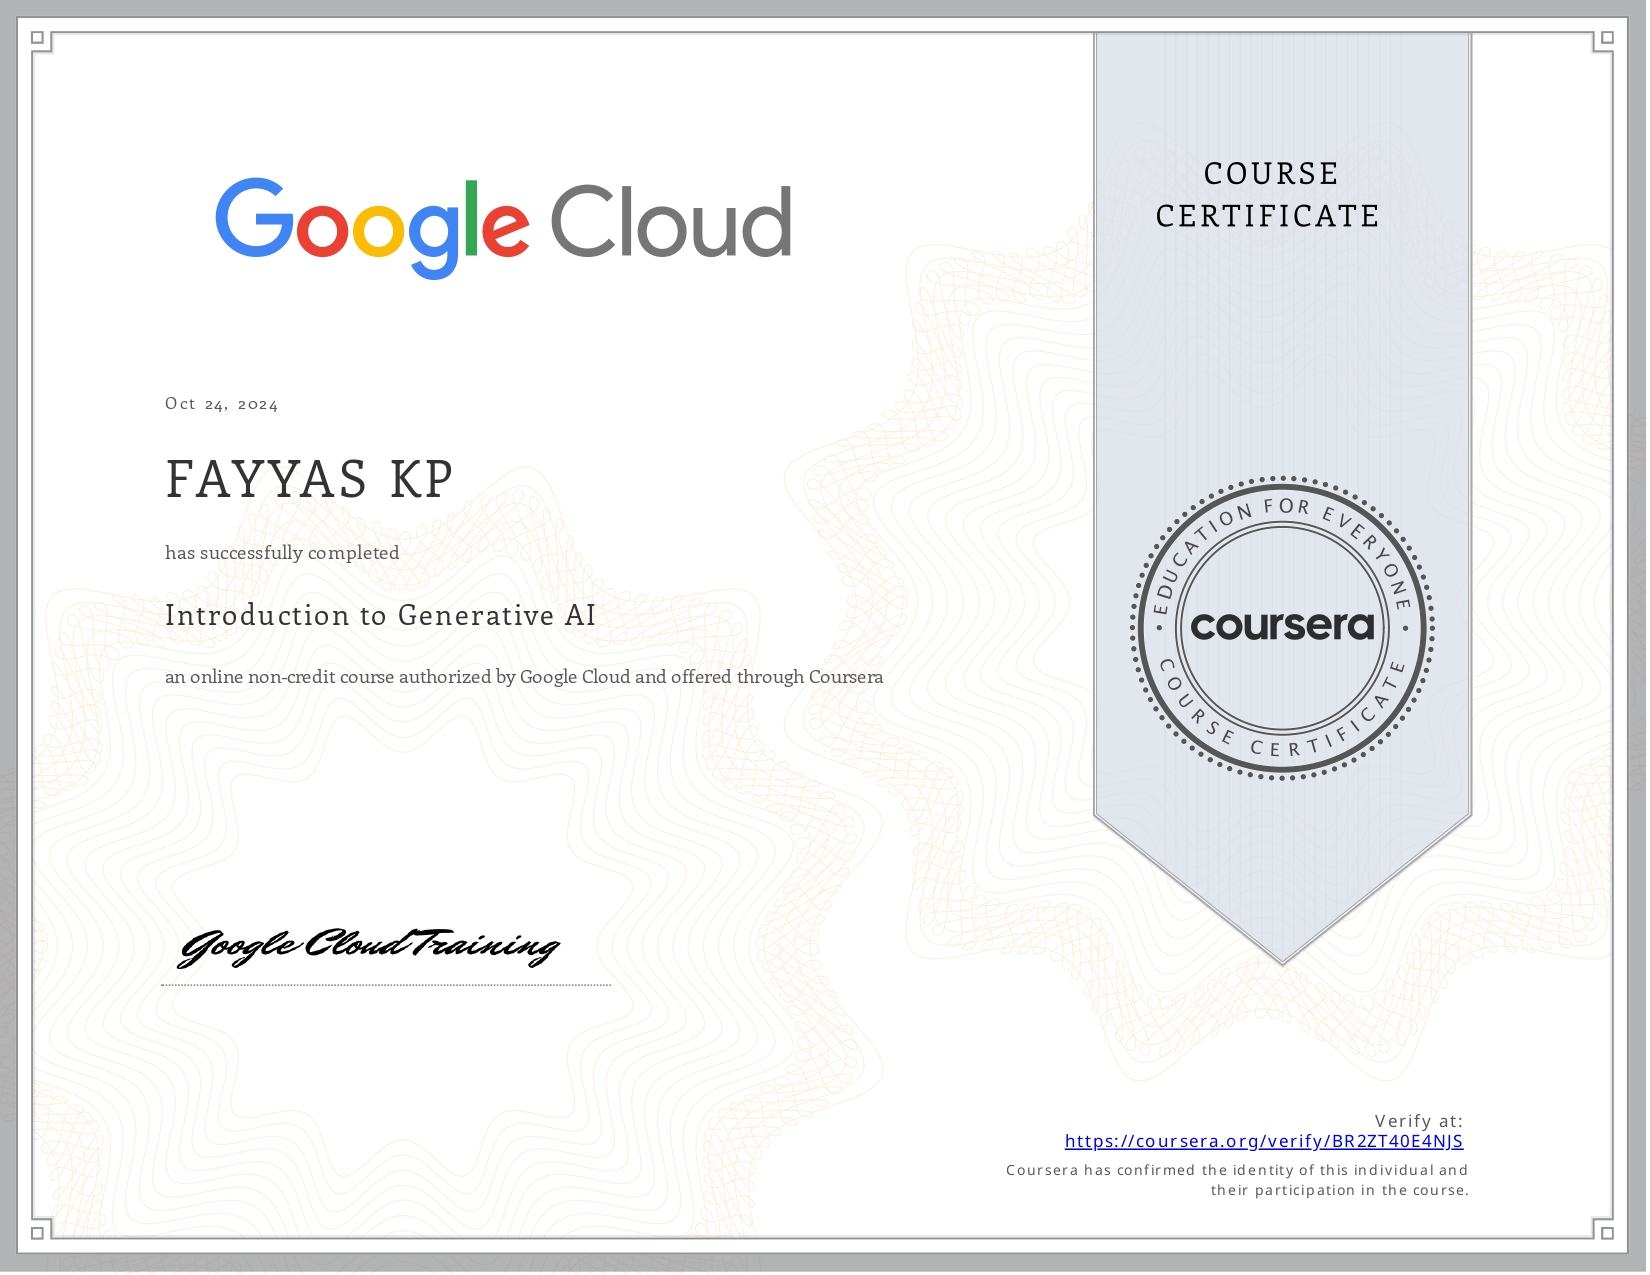 Google Cloud
COURSE
CERTIFICATE
Oct 24, 2024
FAYYAS KP
has successfully completed
Introduction to Generative AI
an online non-credit course authorized by Google Cloud and offered through Coursera
EDUCATION FOR EVERYONE
coursera
COURSE CERTIFICATE
Google Cloud Training
Verify at:
https://coursera.org/verify/BR2ZT40E4NJS
Coursera has confirmed the identity of this individual and
their participation in the course.